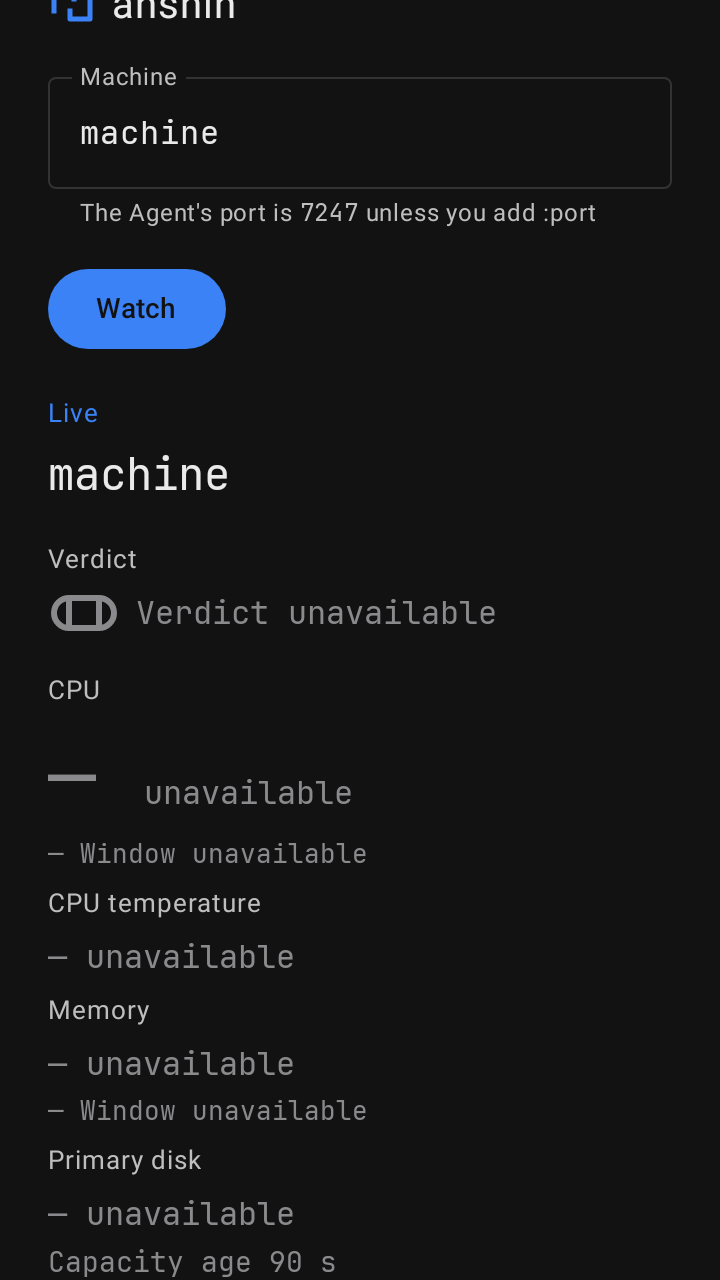 anshin
Machine
machine
The Agent's port is 7247 unless you add :port
Watch
Live
machine
Verdict
Verdict unavailable
CPU
— unavailable
— Window unavailable
CPU temperature
— unavailable
Memory
— unavailable
— Window unavailable
Primary disk
— unavailable
Capacity age 90 s